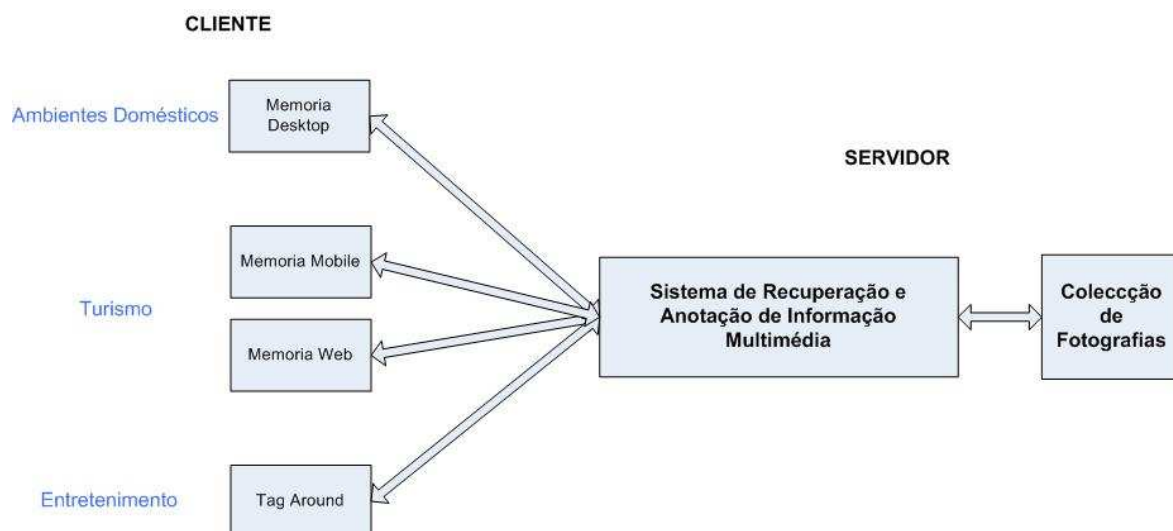 CLIENTE
Ambientes Domésticos
Memoria
Desktop
SERVIDOR
Memoria Mobile
Turismo
Memoria Web
Sistema de Recuperação e
Anotação de Informação
Multimédia
Coleccção
de
Fotografias
Entretenimento
Tag Around